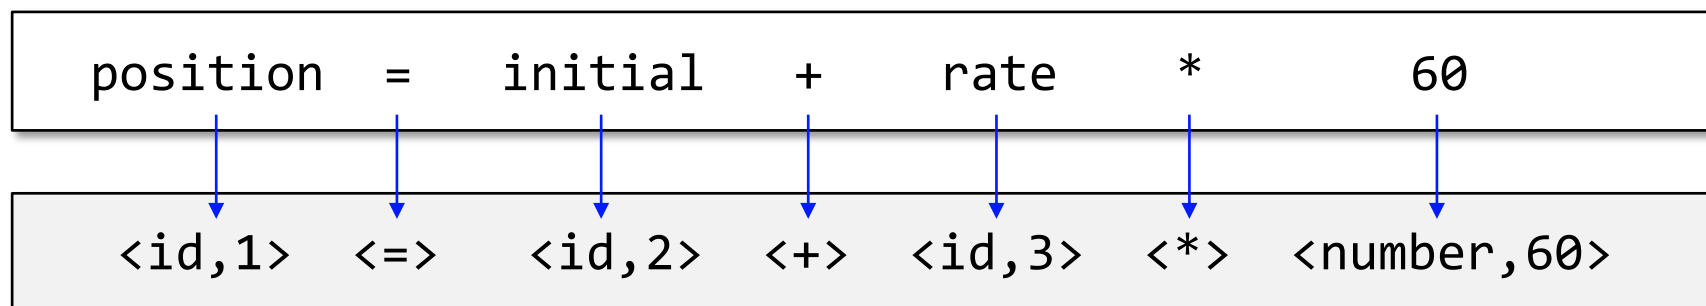 position = initial + rate * 60
<id,1> <=> <id,2> <+> <id,3> <*> <number,60>